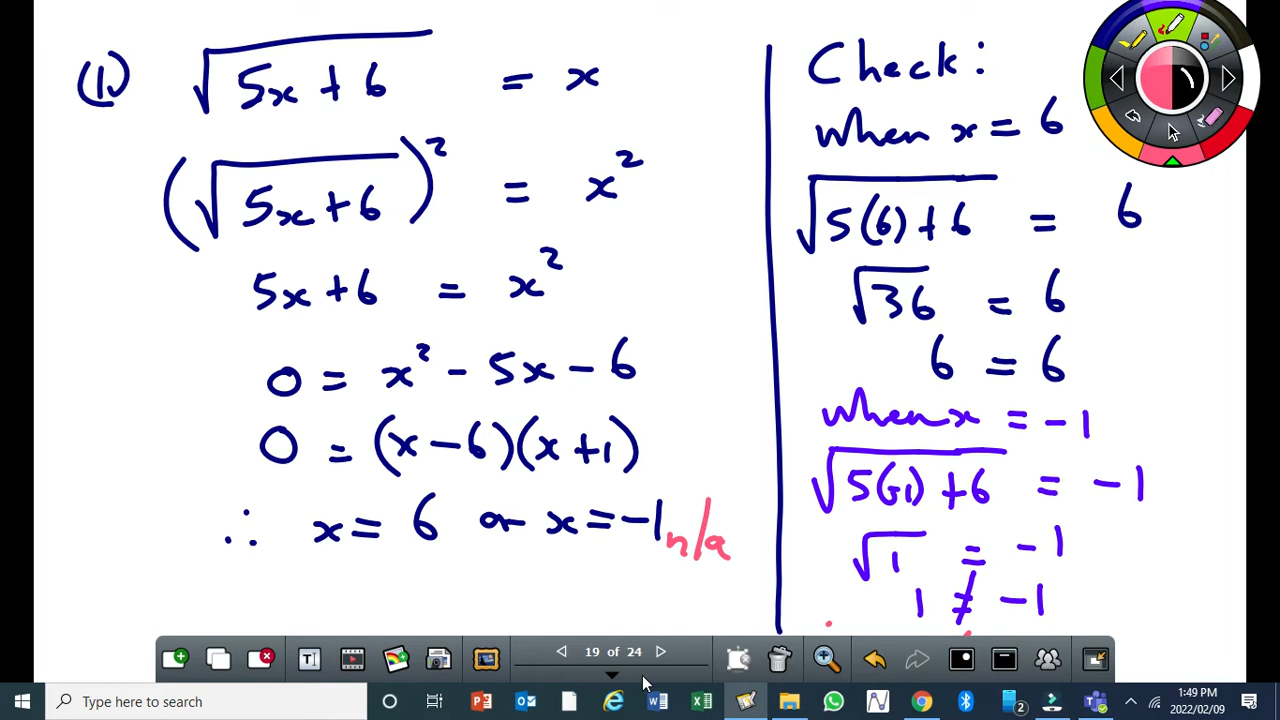 (1) √(5x + 6) = x
(√(5x+6))² = x²
5x+6 = x²
0 = x² - 5x - 6
0 = (x-6)(x+1)
∴ x = 6 or x = -1 n/a
Check:
when x = 6
√(5(6)+6) = 6
√36 = 6
6 = 6
when x = -1
√(5(-1)+6) = -1
√1 = -1
1 ≠ -1
19 of 24
Type here to search
2
1:49 PM
2022/02/09